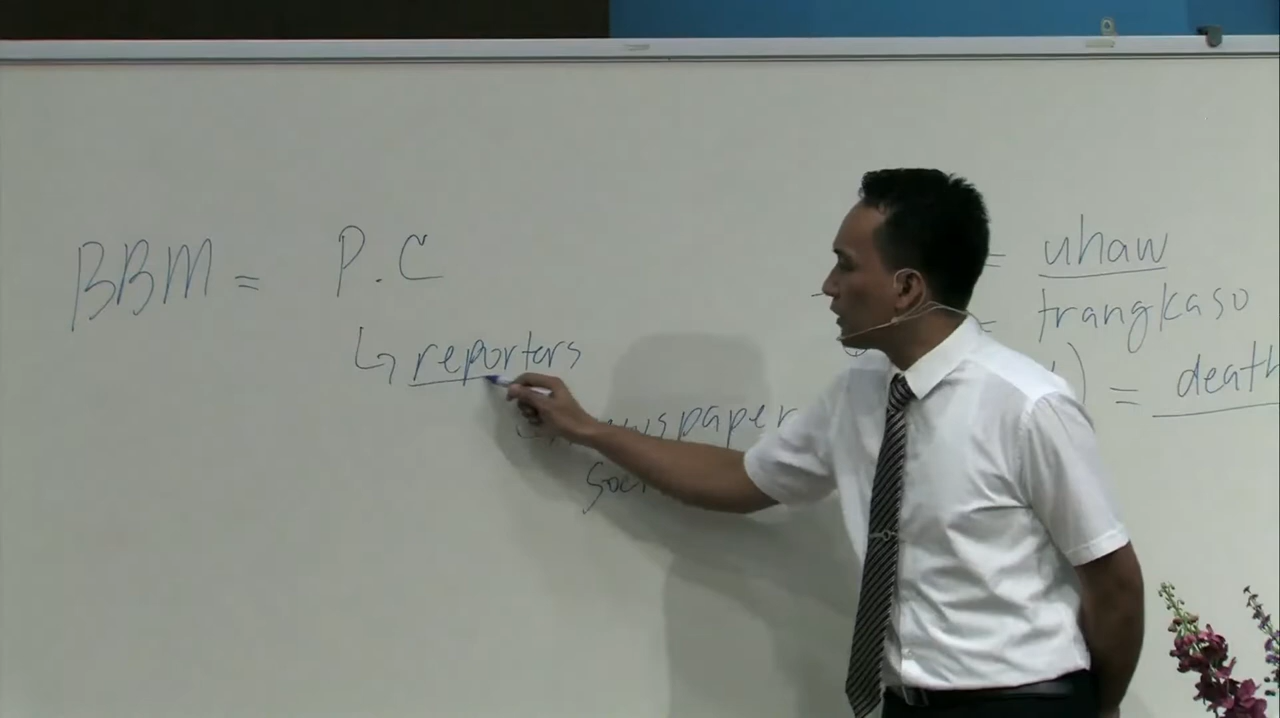 BBM = P.C
↳ reporters
newspaper
= uhaw
= trangkaso
) = death